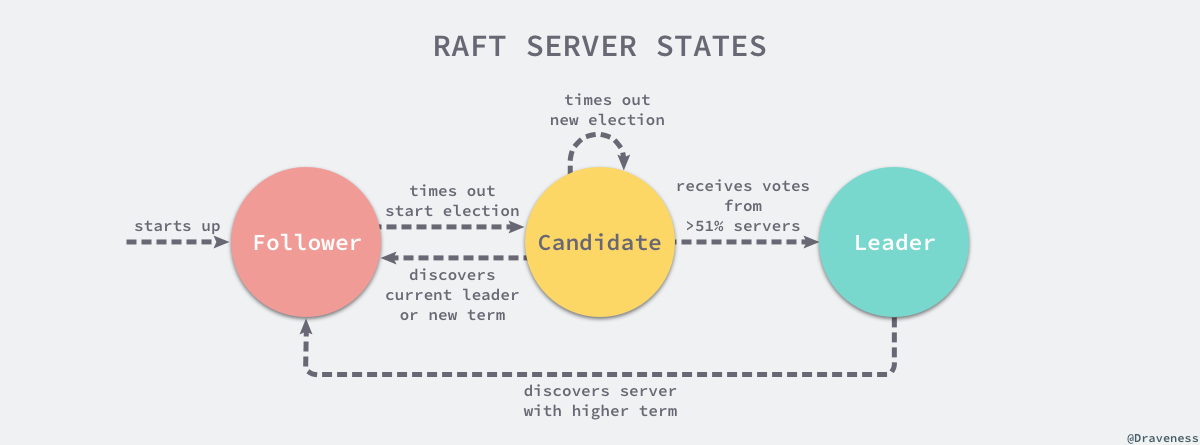 RAFT SERVER STATES
times out
new election
starts up
Follower
times out
start election
discovers
current leader
or new term
Candidate
receives votes
from
>51% servers
Leader
discovers server
with higher term
@Draveness